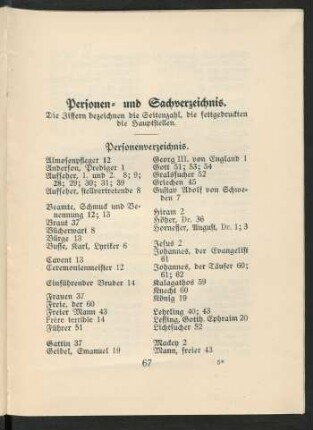 Personen- und Sachverzeichnis.
Die Ziffern bezeichnen die Seitenzahl, die fettgedruckten
die Hauptstellen.
Personenverzeichnis.
Almosenpfleger 12
Anderson, Prediger 1
Aufseher, 1. und 2. 8; 9;
28; 29; 30; 31; 39
Aufseher, stellvertretende 8
Beamte, Schmuck und Be-
nennung 12; 13
Braut 37
Bücherwart 8
Bürge 13
Busse, Karl, Lyriker 6
Cavent 13
Ceremonienmeister 12
Einführender Bruder 14
Frauen 37
Freie, der 60
Freier Mann 43
Frère terrible 14
Führer 51
Gattin 37
Geibel, Emanuel 19
Georg III. von England 1
Gott 51; 53; 54
Gralsucher 52
Griechen 45
Gustav Adolf von Schwe-
den 7
Hiram 2
Höher, Dr. 36
Horneffer, August, Dr. 1; 3
Jesus 2
Johannes, der Evangelist
61
Johannes, der Täufer 60;
61; 62
Kalagathos 59
Knecht 60
König 19
Lehrling 40; 43
Lessing, Gotth. Ephraim 20
Lichtsucher 52
Mackey 2
Mann, freier 43
67
5*